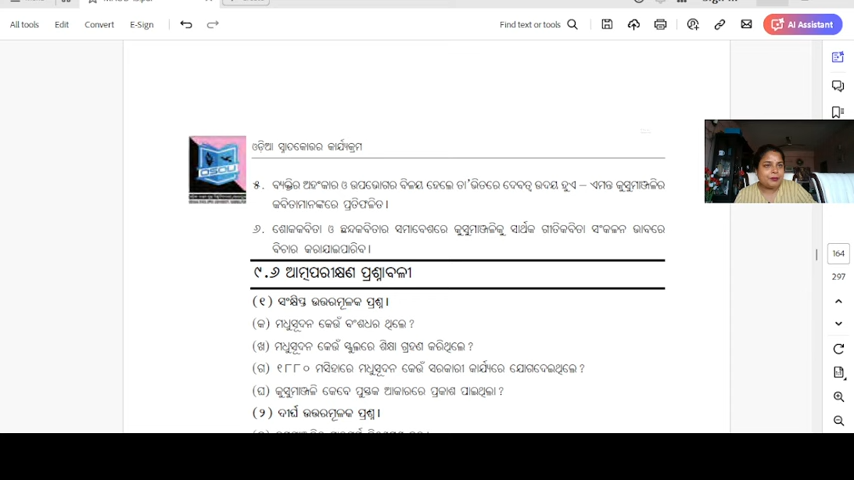 All tools Edit Convert E-Sign Find text or tools AI Assistant
OSOU
ଓଡ଼ିଆ ସ୍ନାତକୋତ୍ତର କାର୍ଯ୍ୟକ୍ରମ
୫. ବ୍ୟକ୍ତିର ଅହଂକାର ଓ ଉପଭୋଗର ବିଳୟ ହେଲେ ତା'ଭିତରେ ଦେବତ୍ଵ ଉଦୟ ହୁଏ – ଏମନ୍ତ କୁସୁମାଞ୍ଜଳିର
କବିତାମାନଙ୍କରେ ପ୍ରତିଫଳିତ।
୬. ଶୋକକବିତା ଓ ଛନ୍ଦକବିତାର ସମାବେଶରେ କୁସୁମାଞ୍ଜଳିକୁ ସାର୍ଥକ ଗୀତିକବିତା ସଂକଳନ ଭାବରେ
ବିଚାର କରାଯାଇପାରିବ।
୯.୬ ଆତ୍ମପରୀକ୍ଷଣ ପ୍ରଶ୍ନାବଳୀ
(୧) ସଂକ୍ଷିପ୍ତ ଉତ୍ତରମୂଳକ ପ୍ରଶ୍ନ।
(କ) ମଧୁସୂଦନ କେଉଁ ବଂଶଧର ଥିଲେ?
(ଖ) ମଧୁସୂଦନ କେଉଁ ସ୍କୁଲରେ ଶିକ୍ଷା ଗ୍ରହଣ କରିଥିଲେ?
(ଗ) ୧୮୮୦ ମସିହାରେ ମଧୁସୂଦନ କେଉଁ ସରକାରୀ କାର୍ଯ୍ୟରେ ଯୋଗଦେଇଥିଲେ?
(ଘ) କୁସୁମାଞ୍ଜଳି କେବେ ପୁସ୍ତକ ଆକାରରେ ପ୍ରକାଶ ପାଇଥିଲା?
(୨) ଦୀର୍ଘ ଉତ୍ତରମୂଳକ ପ୍ରଶ୍ନ।
164
297